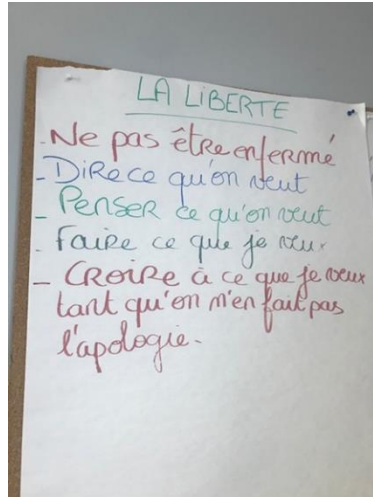 LA LIBERTE
- Ne pas être enfermé
- Dire ce qu'on veut
- Penser ce qu'on veut
- Faire ce que je veux
- CROIRE à ce que je veux
tant qu'on n'en fait pas
l'apologie.